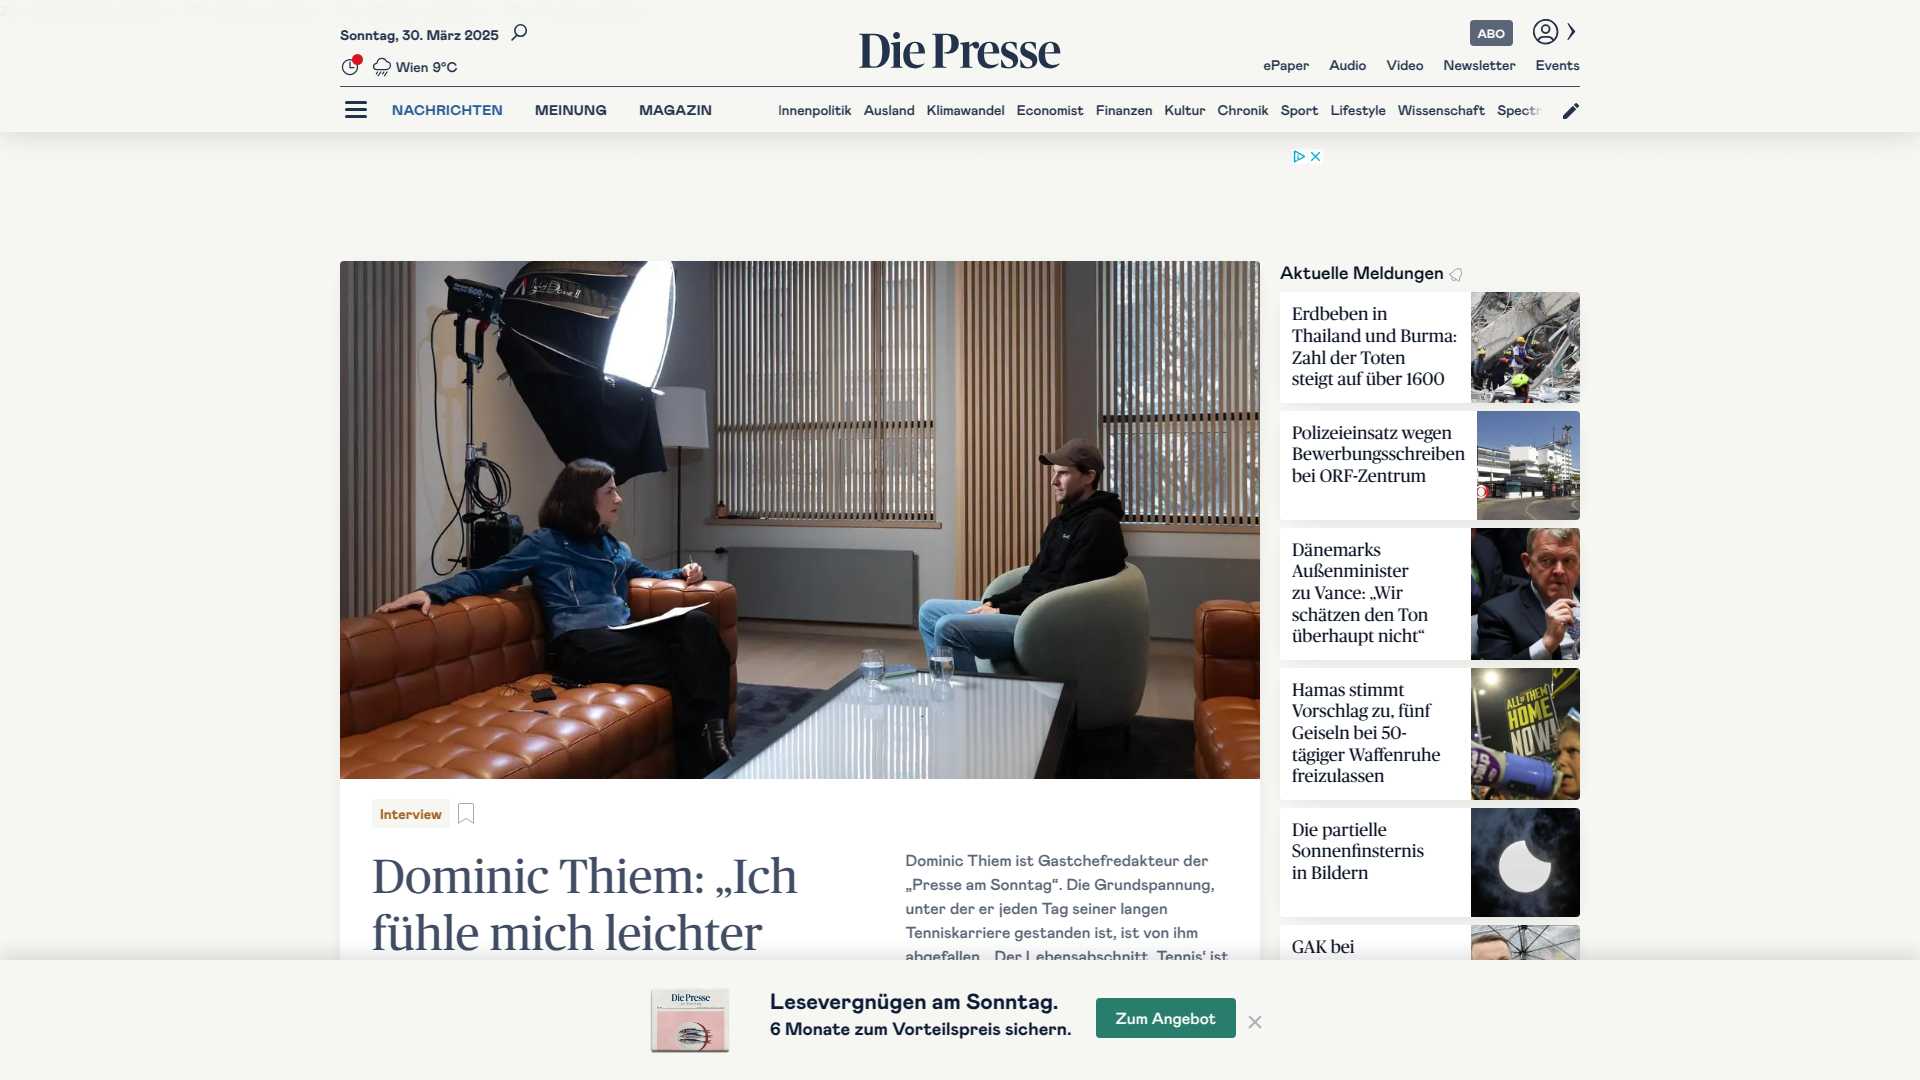 Sonntag, 30. März 2025
Wien 9°C
Die Presse
ABO
ePaper Audio Video Newsletter Events
NACHRICHTEN MEINUNG MAGAZIN
Innenpolitik Ausland Klimawandel Economist Finanzen Kultur Chronik Sport Lifestyle Wissenschaft Spectr
Interview
Dominic Thiem: „Ich
fühle mich leichter
Dominic Thiem ist Gastchefredakteur der
„Presse am Sonntag“. Die Grundspannung,
unter der er jeden Tag seiner langen
Tenniskarriere gestanden ist, ist von ihm
abgefallen. „Der Lebensabschnitt ‚Tennis‘ ist
Aktuelle Meldungen
Erdbeben in
Thailand und Burma:
Zahl der Toten
steigt auf über 1600
Polizeieinsatz wegen
Bewerbungsschreiben
bei ORF-Zentrum
Dänemarks
Außenminister
zu Vance: „Wir
schätzen den Ton
überhaupt nicht“
Hamas stimmt
Vorschlag zu, fünf
Geiseln bei 50-
tägiger Waffenruhe
freizulassen
ALL OF THEM
HOME
NOW!
Die partielle
Sonnenfinsternis
in Bildern
GAK bei
Die Presse
Lesevergnügen am Sonntag.
6 Monate zum Vorteilspreis sichern.
Zum Angebot